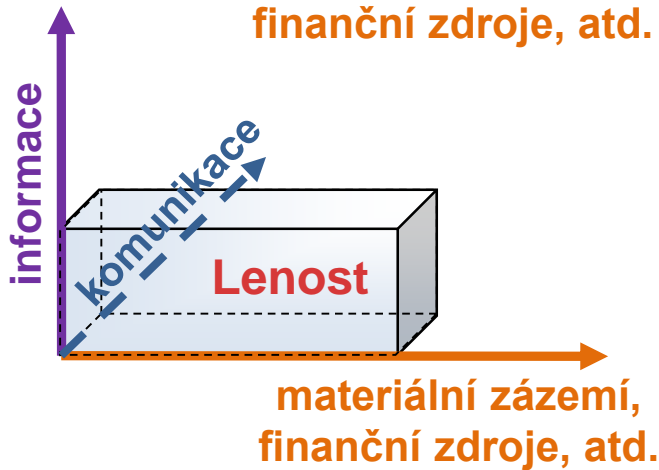 finanční zdroje, atd.
informace
komunikace
Lenost
materiální zázemí,
finanční zdroje, atd.